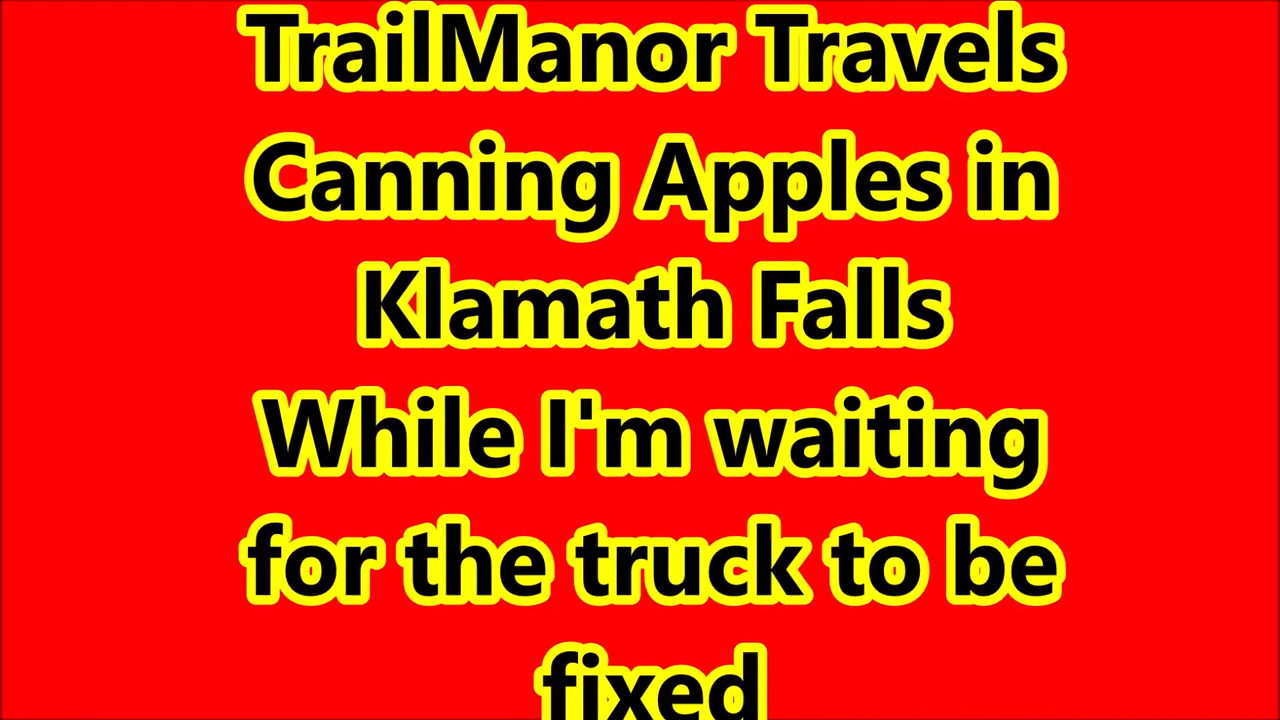 TrailManor Travels
Canning Apples in
Klamath Falls
While I'm waiting
for the truck to be
fixed